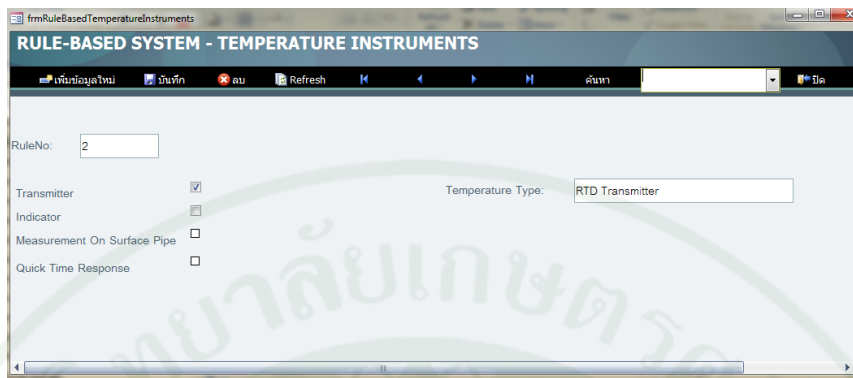 frmRuleBasedTemperatureInstruments
RULE-BASED SYSTEM - TEMPERATURE INSTRUMENTS
เพิ่มข้อมูลใหม่ บันทึก ลบ Refresh ค้นหา ปิด
RuleNo: 2
Transmitter Temperature Type: RTD Transmitter
Indicator
Measurement On Surface Pipe
Quick Time Response